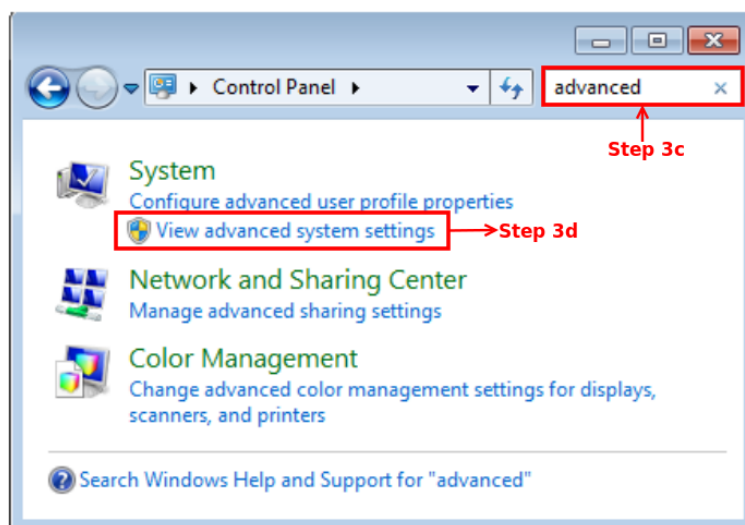 Control Panel
advanced
Step 3c
System
Configure advanced user profile properties
View advanced system settings
Step 3d
Network and Sharing Center
Manage advanced sharing settings
Color Management
Change advanced color management settings for displays,
scanners, and printers
Search Windows Help and Support for "advanced"